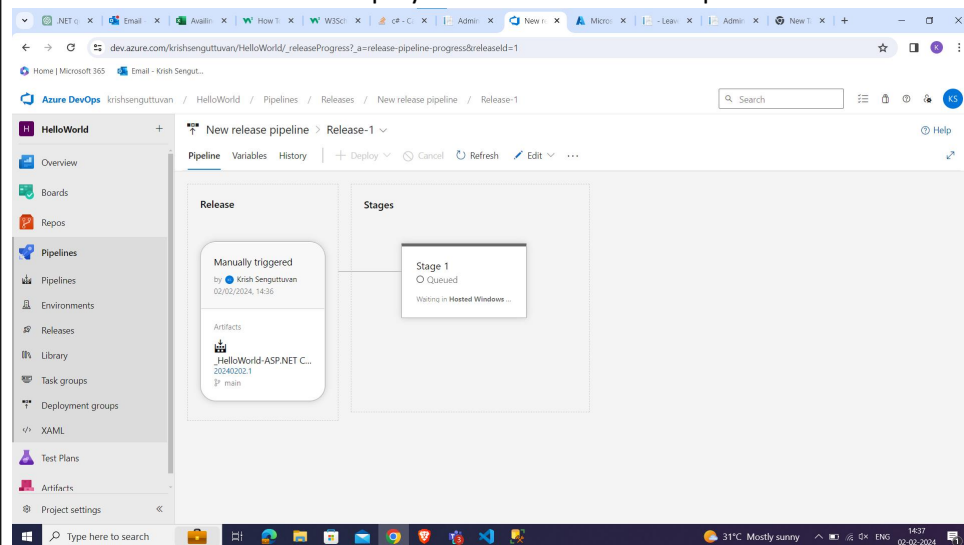 .NET o
Email -
Availin
How T
W3Sch
c# - C
Admin
New r
Micros
- Leav
Admin
New T
dev.azure.com/krishsenguttuvan/HelloWorld/_releaseProgress?_a=release-pipeline-progress&releaseId=1
K
Home | Microsoft 365 Email - Krish Sengut...
Azure DevOps krishsenguttuvan / HelloWorld / Pipelines / Releases / New release pipeline / Release-1
Search
KS
H HelloWorld +
New release pipeline > Release-1
Help
Pipeline Variables History + Deploy Cancel Refresh Edit ...
Overview
Boards
Repos
Pipelines
Pipelines
Environments
Releases
Library
Task groups
Deployment groups
XAML
Test Plans
Artifacts
Project settings
Release
Manually triggered
by Krish Senguttuvan
02/02/2024, 14:36
Artifacts
_HelloWorld-ASP.NET C...
20240202.1
main
Stages
Stage 1
Queued
Waiting in Hosted Windows ...
Type here to search
31°C Mostly sunny
ENG
14:37
02-02-2024